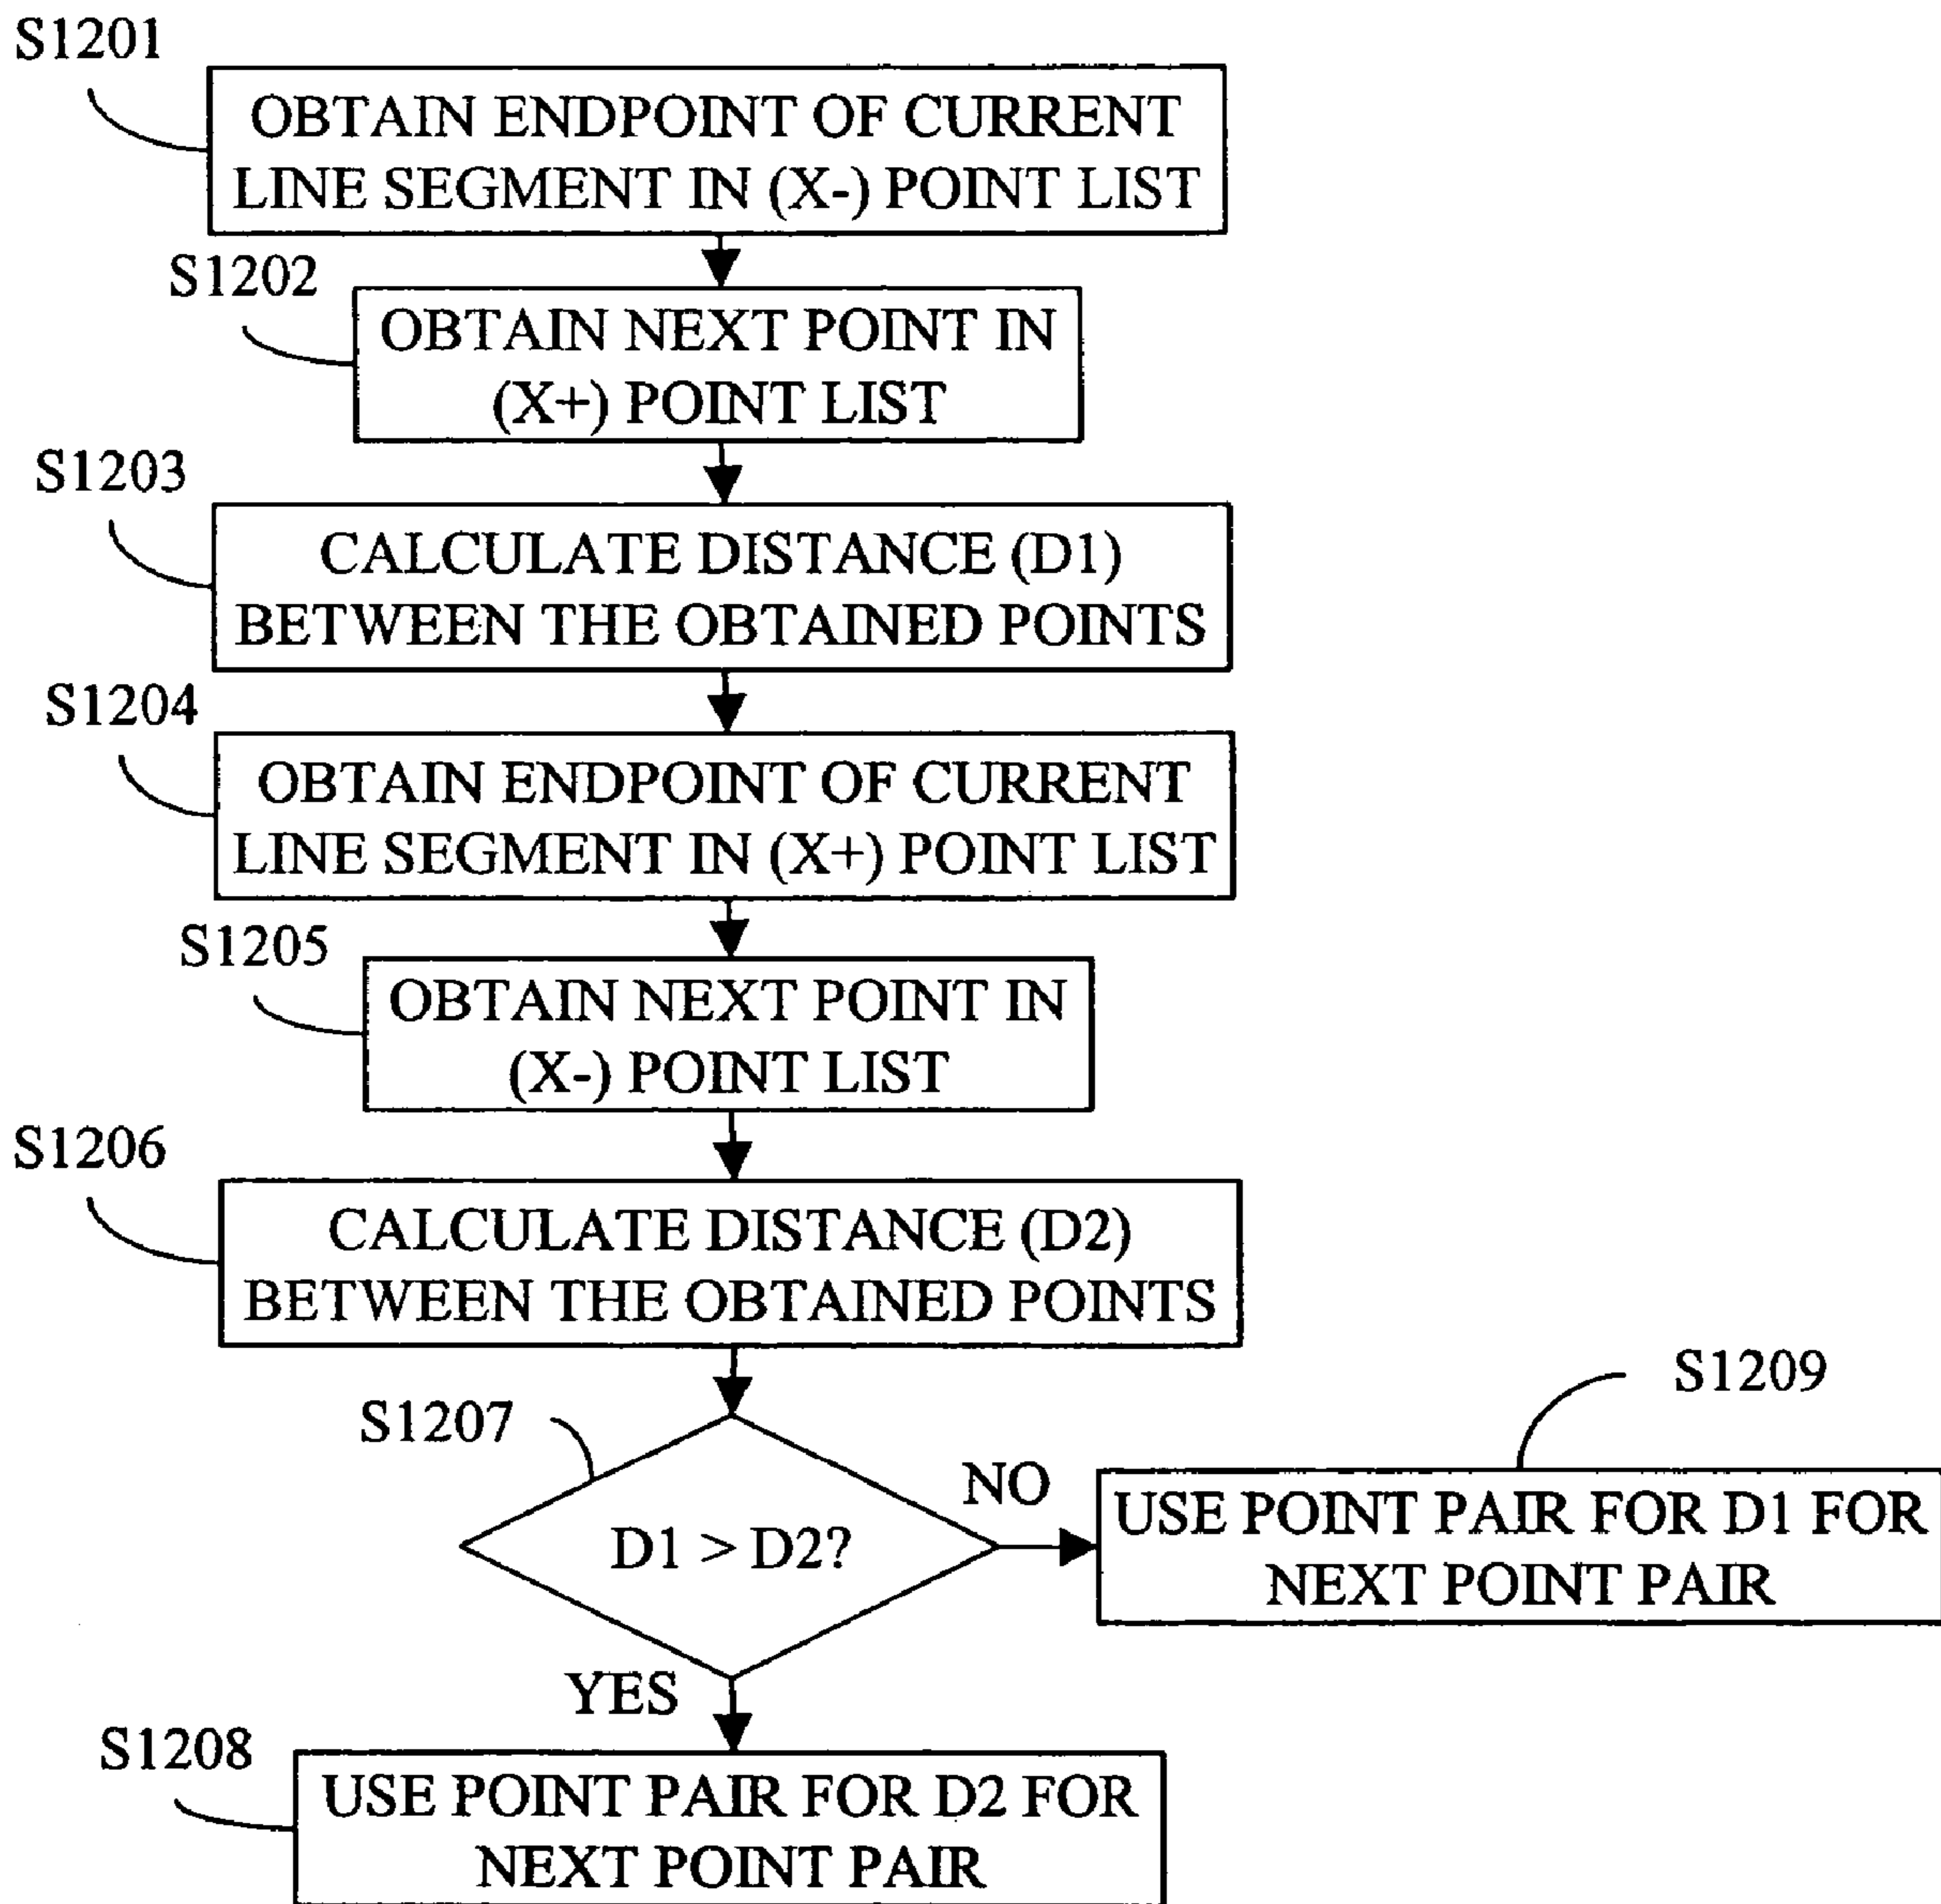 S1201
OBTAIN ENDPOINT OF CURRENT
LINE SEGMENT IN (X-) POINT LIST
S1202
OBTAIN NEXT POINT IN
(X+) POINT LIST
S1203
CALCULATE DISTANCE (D1)
BETWEEN THE OBTAINED POINTS
S1204
OBTAIN ENDPOINT OF CURRENT
LINE SEGMENT IN (X+) POINT LIST
S1205
OBTAIN NEXT POINT IN
(X-) POINT LIST
S1206
CALCULATE DISTANCE (D2)
BETWEEN THE OBTAINED POINTS
S1207
D1 > D2?
NO
S1209
USE POINT PAIR FOR D1 FOR
NEXT POINT PAIR
YES
S1208
USE POINT PAIR FOR D2 FOR
NEXT POINT PAIR